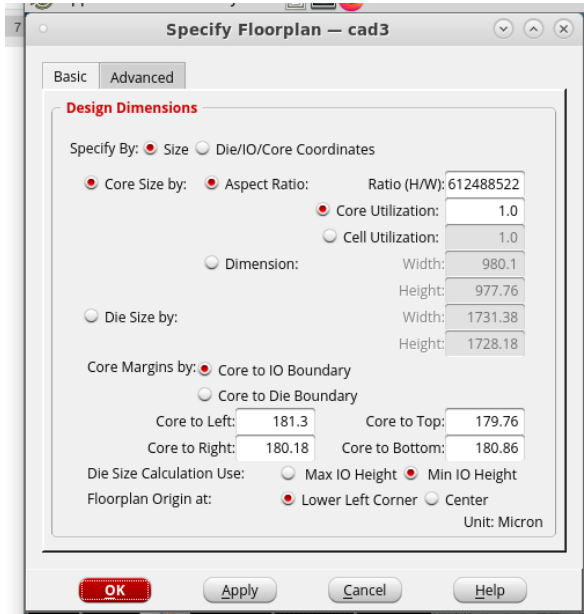 7
Specify Floorplan — cad3
Basic Advanced
Design Dimensions
Specify By: Size Die/IO/Core Coordinates
Core Size by: Aspect Ratio: Ratio (H/W): 612488522
Core Utilization: 1.0
Cell Utilization: 1.0
Dimension: Width: 980.1
Height: 977.76
Die Size by: Width: 1731.38
Height: 1728.18
Core Margins by: Core to IO Boundary
Core to Die Boundary
Core to Left: 181.3 Core to Top: 179.76
Core to Right: 180.18 Core to Bottom: 180.86
Die Size Calculation Use: Max IO Height Min IO Height
Floorplan Origin at: Lower Left Corner Center
Unit: Micron
OK Apply Cancel Help